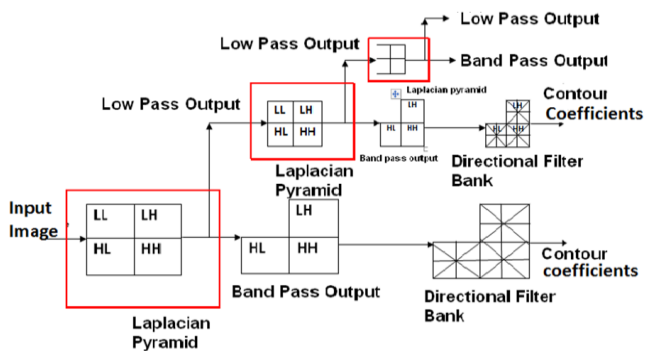 Low Pass Output
Low Pass Output
Band Pass Output
Low Pass Output
Laplacian pyramid
Contour
Coefficients
LL LH
HL HH
LH
HL HH
LH
HL HH
Band pass output
Directional Filter
Bank
Laplacian
Pyramid
Input
Image
LL LH
HL HH
LH
HL HH
Contour
coefficients
Band Pass Output
Directional Filter
Bank
Laplacian
Pyramid